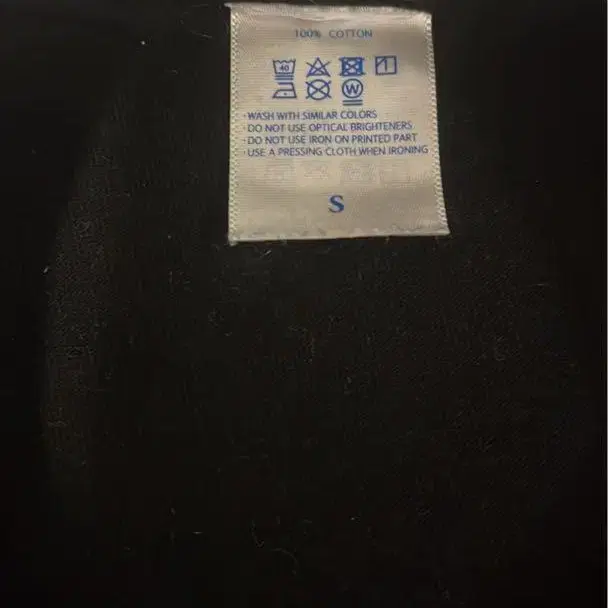 100% COTTON
40
W
·WASH WITH SIMILAR COLORS
·DO NOT USE OPTICAL BRIGHTENERS
·DO NOT USE IRON ON PRINTED PART
·USE A PRESSING CLOTH WHEN IRONING
S